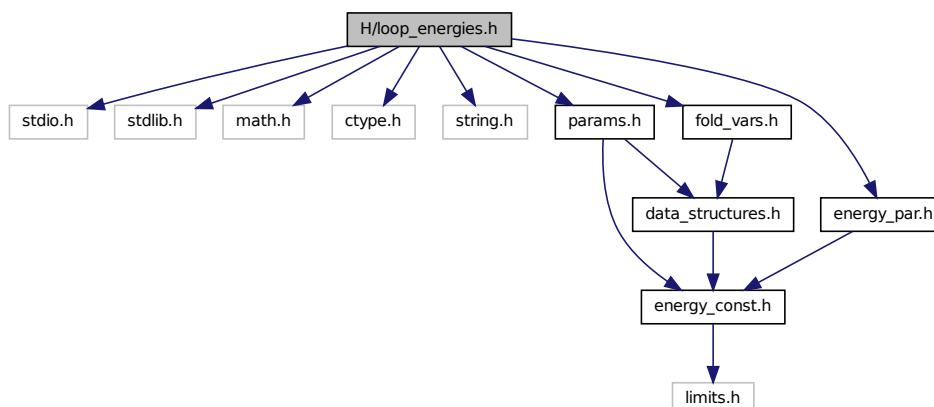 H/loop_energies.h
stdio.h
stdlib.h
math.h
ctype.h
string.h
params.h
fold_vars.h
data_structures.h
energy_par.h
energy_const.h
limits.h